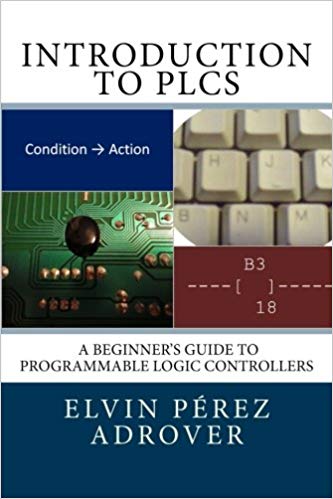 INTRODUCTION
TO PLCS
Condition → Action
H J K
B N M
B3
----[ ]----
18
A BEGINNER'S GUIDE TO
PROGRAMMABLE LOGIC CONTROLLERS
ELVIN PÉREZ
ADROVER